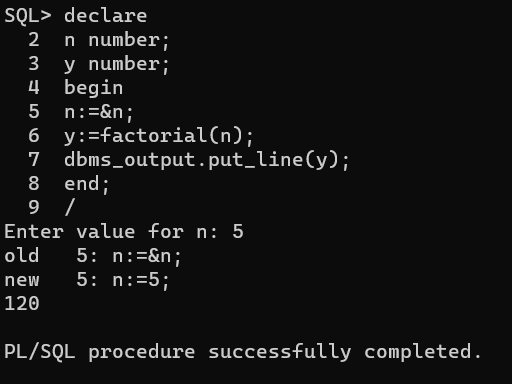 SQL> declare
  2  n number;
  3  y number;
  4  begin
  5  n:=&n;
  6  y:=factorial(n);
  7  dbms_output.put_line(y);
  8  end;
  9  /
Enter value for n: 5
old   5: n:=&n;
new   5: n:=5;
120

PL/SQL procedure successfully completed.